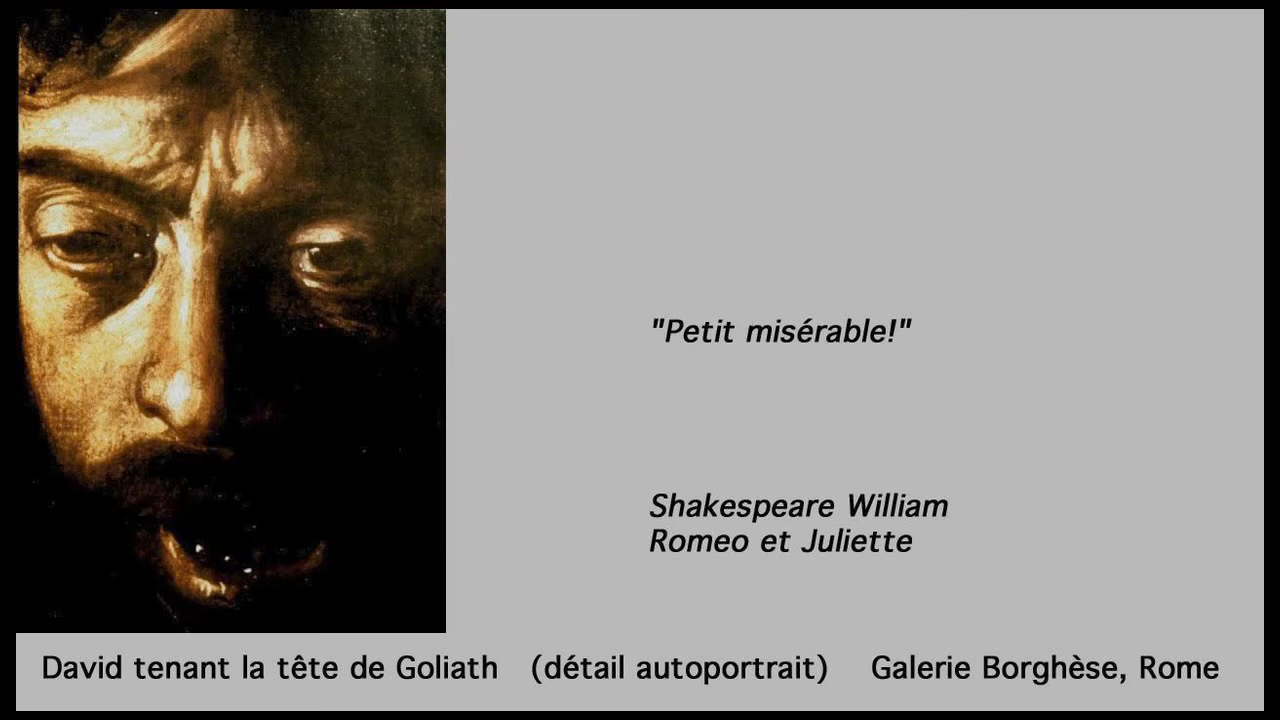 "Petit misérable!"
Shakespeare William
Romeo et Juliette
David tenant la tête de Goliath (détail autoportrait) Galerie Borghèse, Rome